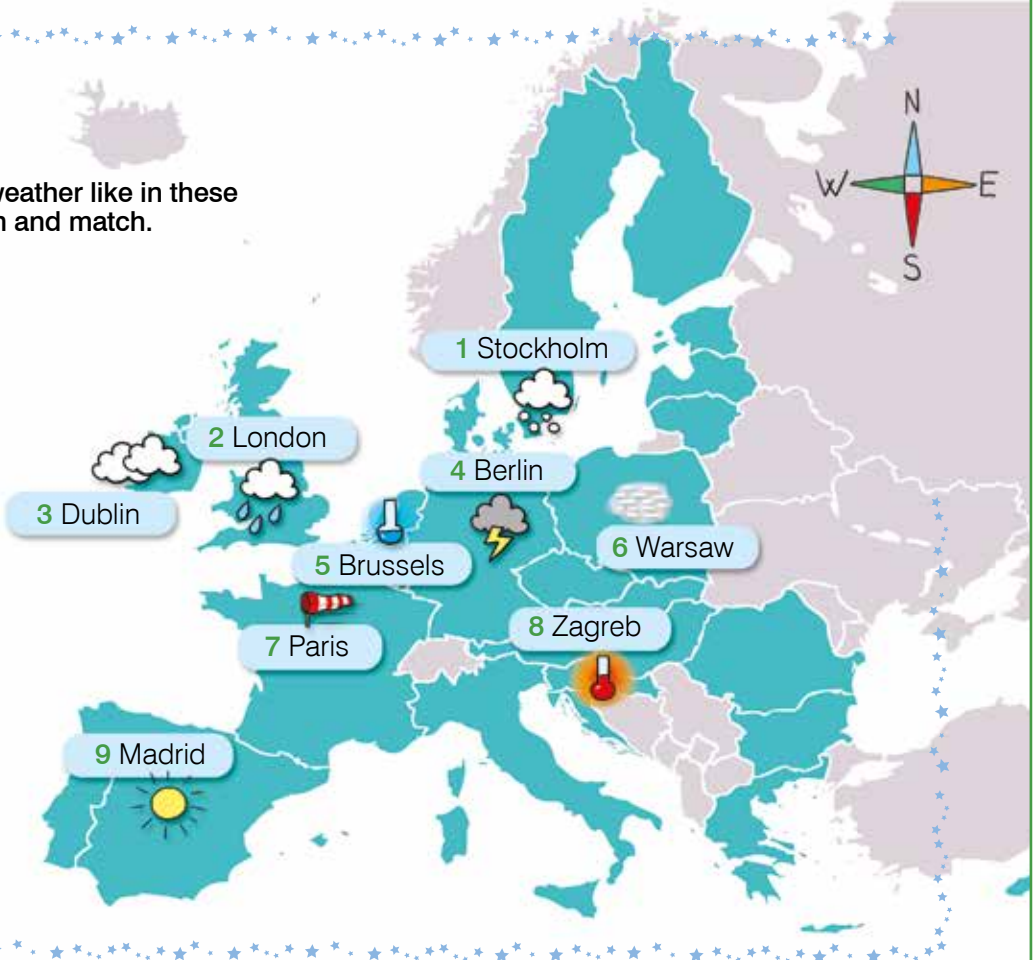 weather like in these
and match.
N
W
E
S
1 Stockholm
2 London
4 Berlin
3 Dublin
6 Warsaw
5 Brussels
8 Zagreb
7 Paris
9 Madrid